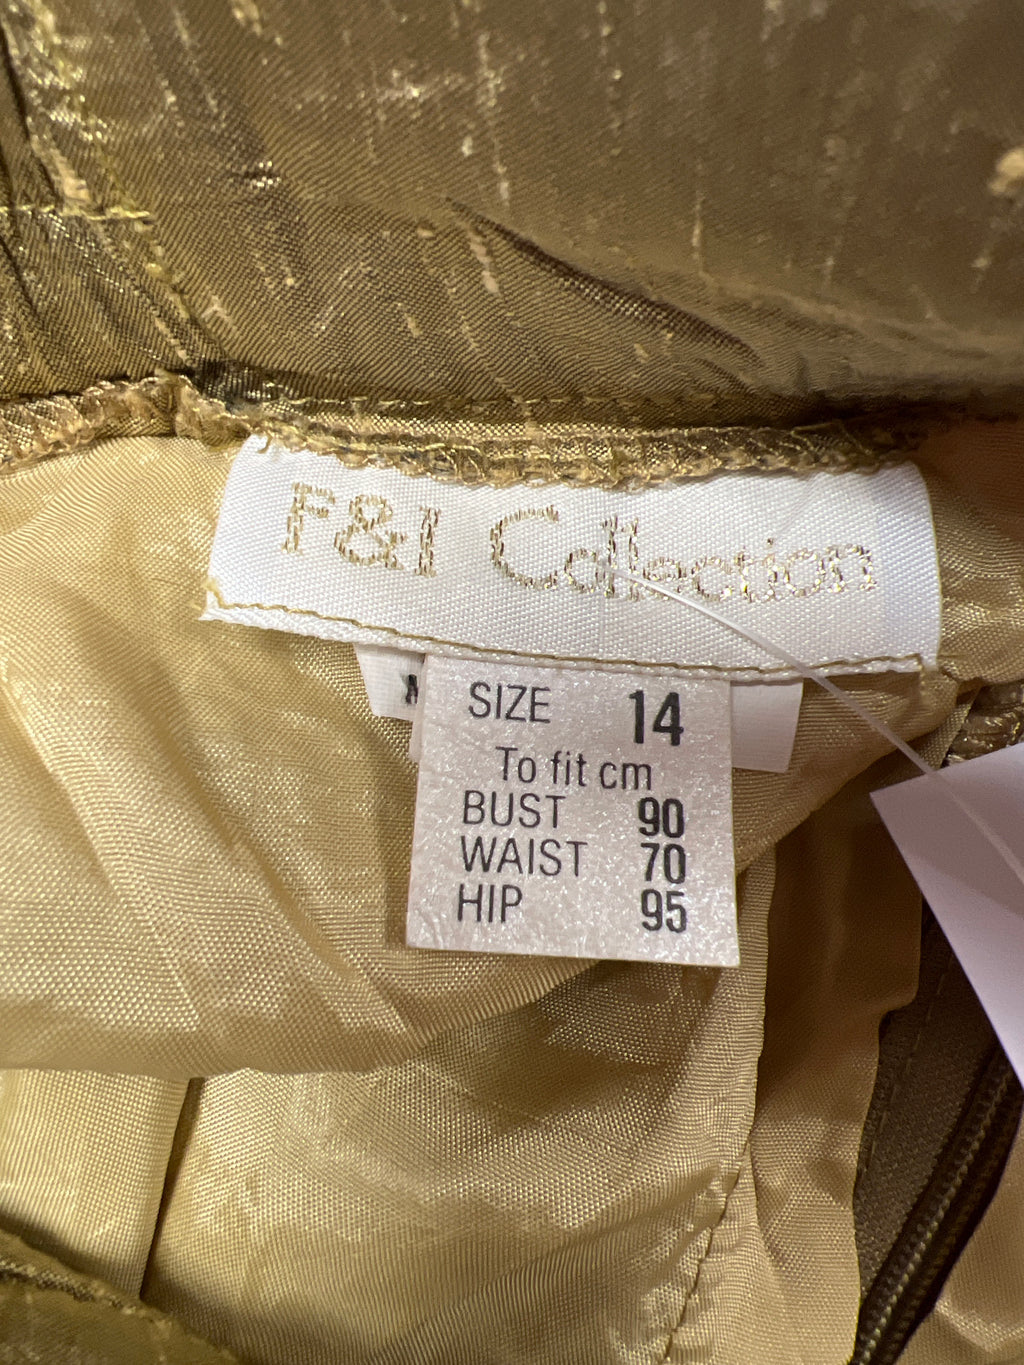 F&I Collection
SIZE 14
To fit cm
BUST 90
WAIST 70
HIP 95